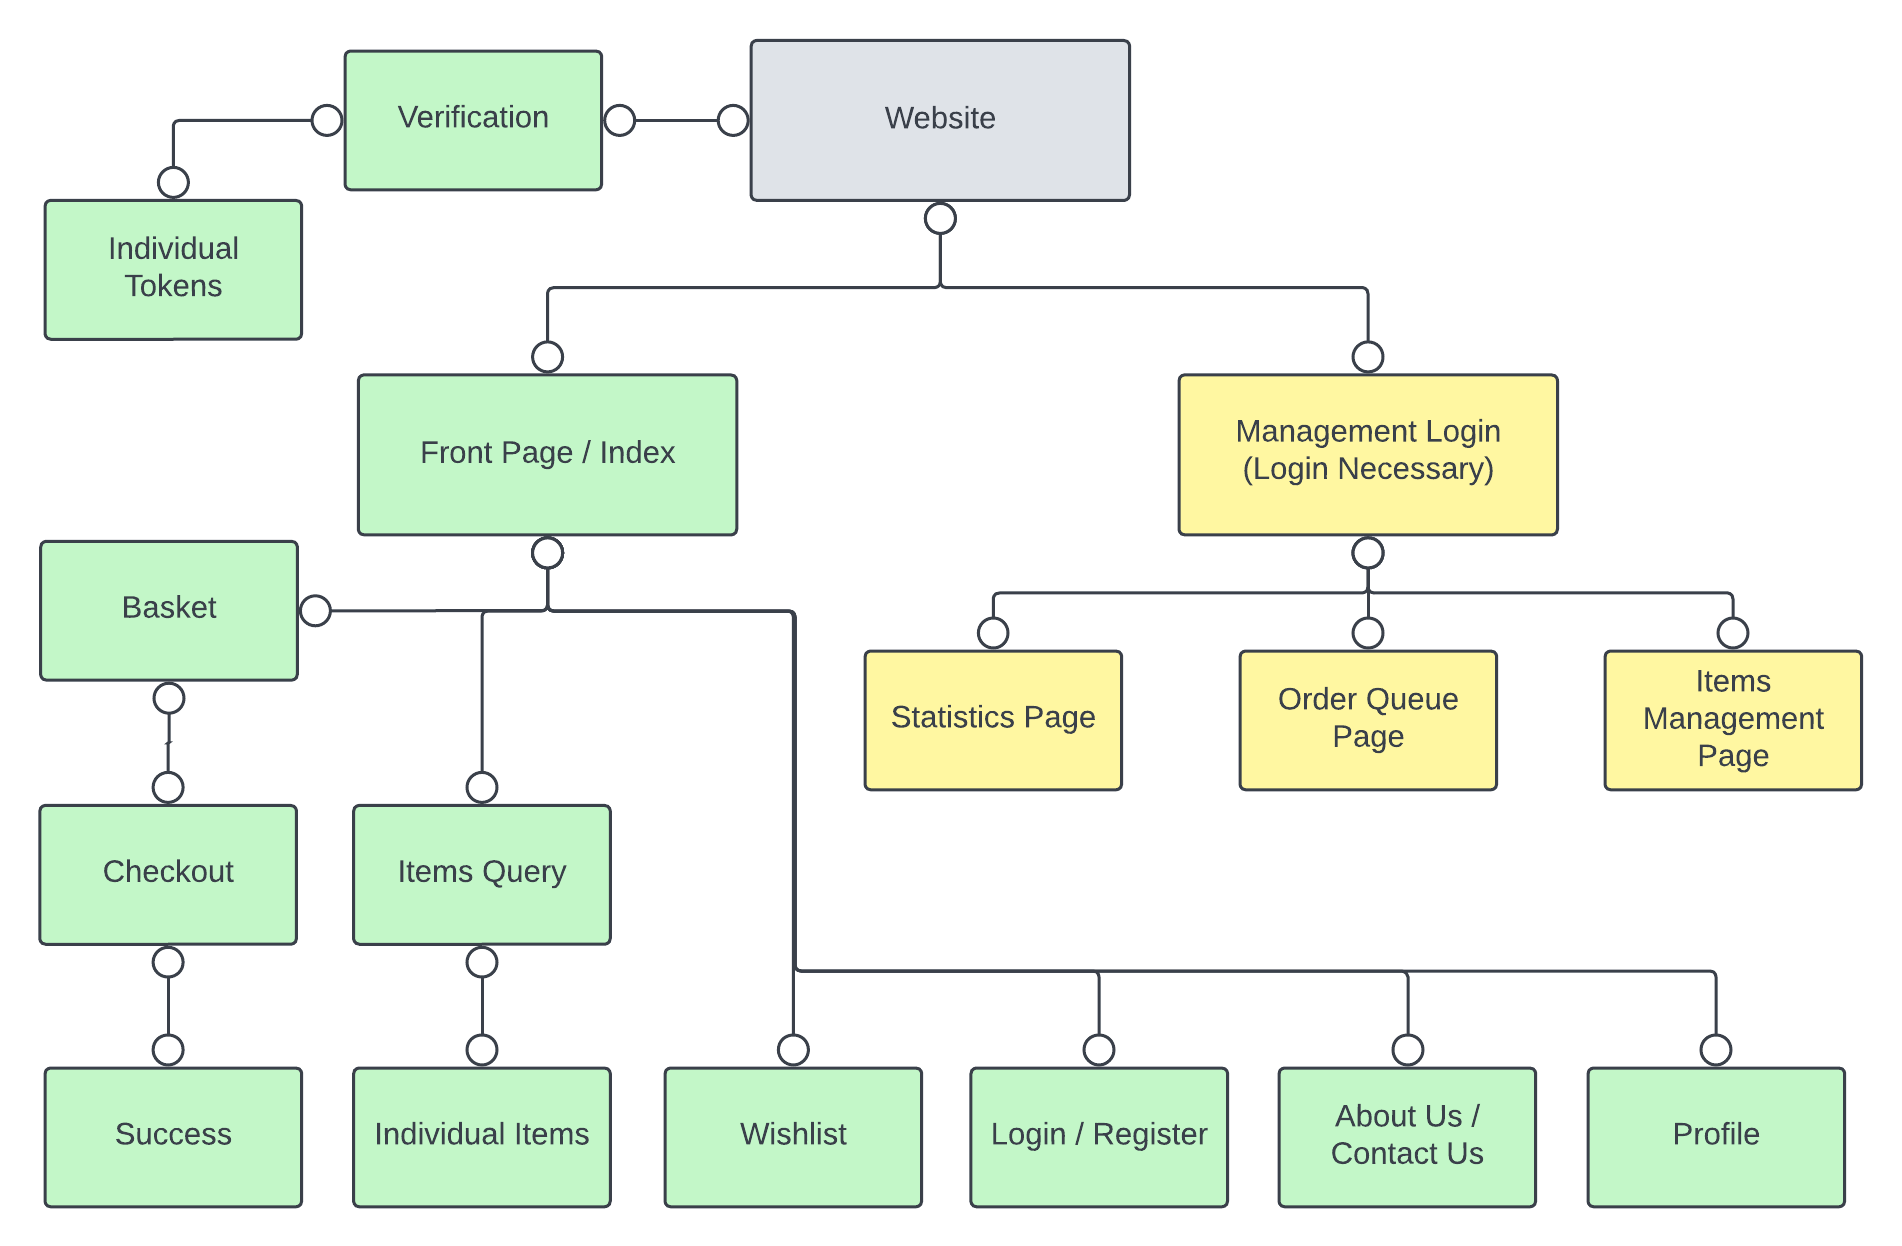 Verification
Website
Individual
Tokens
Front Page / Index
Management Login
(Login Necessary)
Basket
Statistics Page
Order Queue
Page
Items
Management
Page
Checkout
Items Query
Success
Individual Items
Wishlist
Login / Register
About Us /
Contact Us
Profile